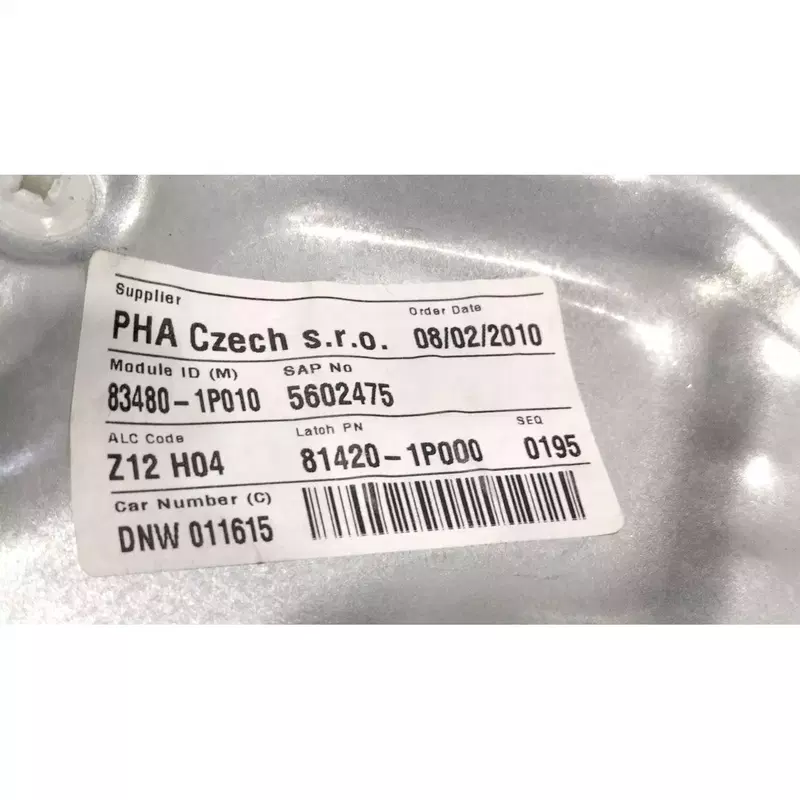 Supplier Order Date
PHA Czech s.r.o. 08/02/2010
Module ID (M) SAP No
83480-1P010 5602475
ALC Code Latch PN SEQ
Z12 H04 81420-1P000 0195
Car Number (C)
DNW 011615